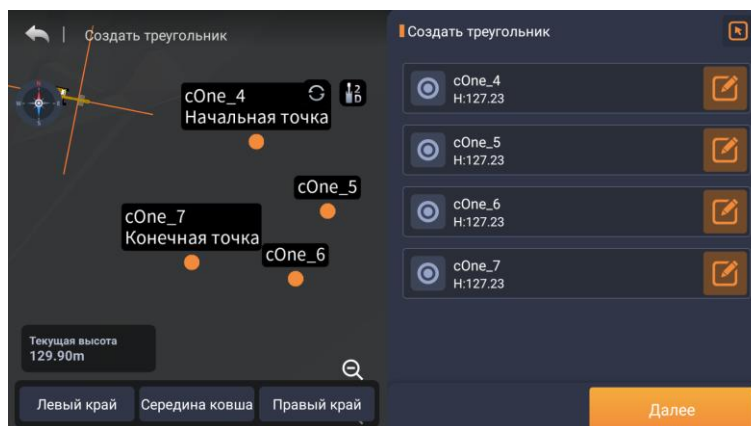 Создать треугольник
cOne_4
Начальная точка
2
D
cOne_5
cOne_7
Конечная точка
cOne_6
Текущая высота
129.90m
Левый край
Середина ковша
Правый край
Создать треугольник
cOne_4
H:127.23
cOne_5
H:127.23
cOne_6
H:127.23
cOne_7
H:127.23
Далее